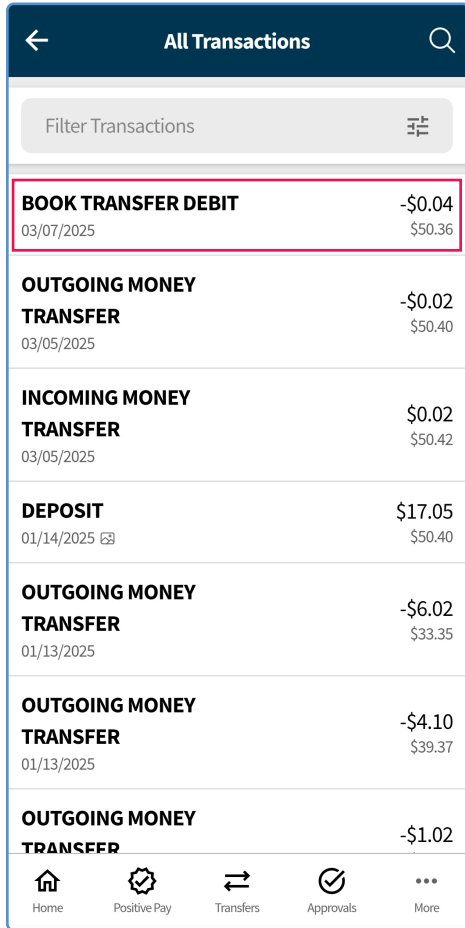 All Transactions
Filter Transactions
BOOK TRANSFER DEBIT
-$0.04
03/07/2025
$50.36
OUTGOING MONEY
TRANSFER
-$0.02
$50.40
03/05/2025
INCOMING MONEY
TRANSFER
$0.02
$50.42
03/05/2025
DEPOSIT
$17.05
01/14/2025
$50.40
OUTGOING MONEY
TRANSFER
-$6.02
$33.35
01/13/2025
OUTGOING MONEY
TRANSFER
-$4.10
$39.37
01/13/2025
OUTGOING MONEY
TRANSFER
-$1.02
Home
Positive Pay
Transfers
Approvals
More